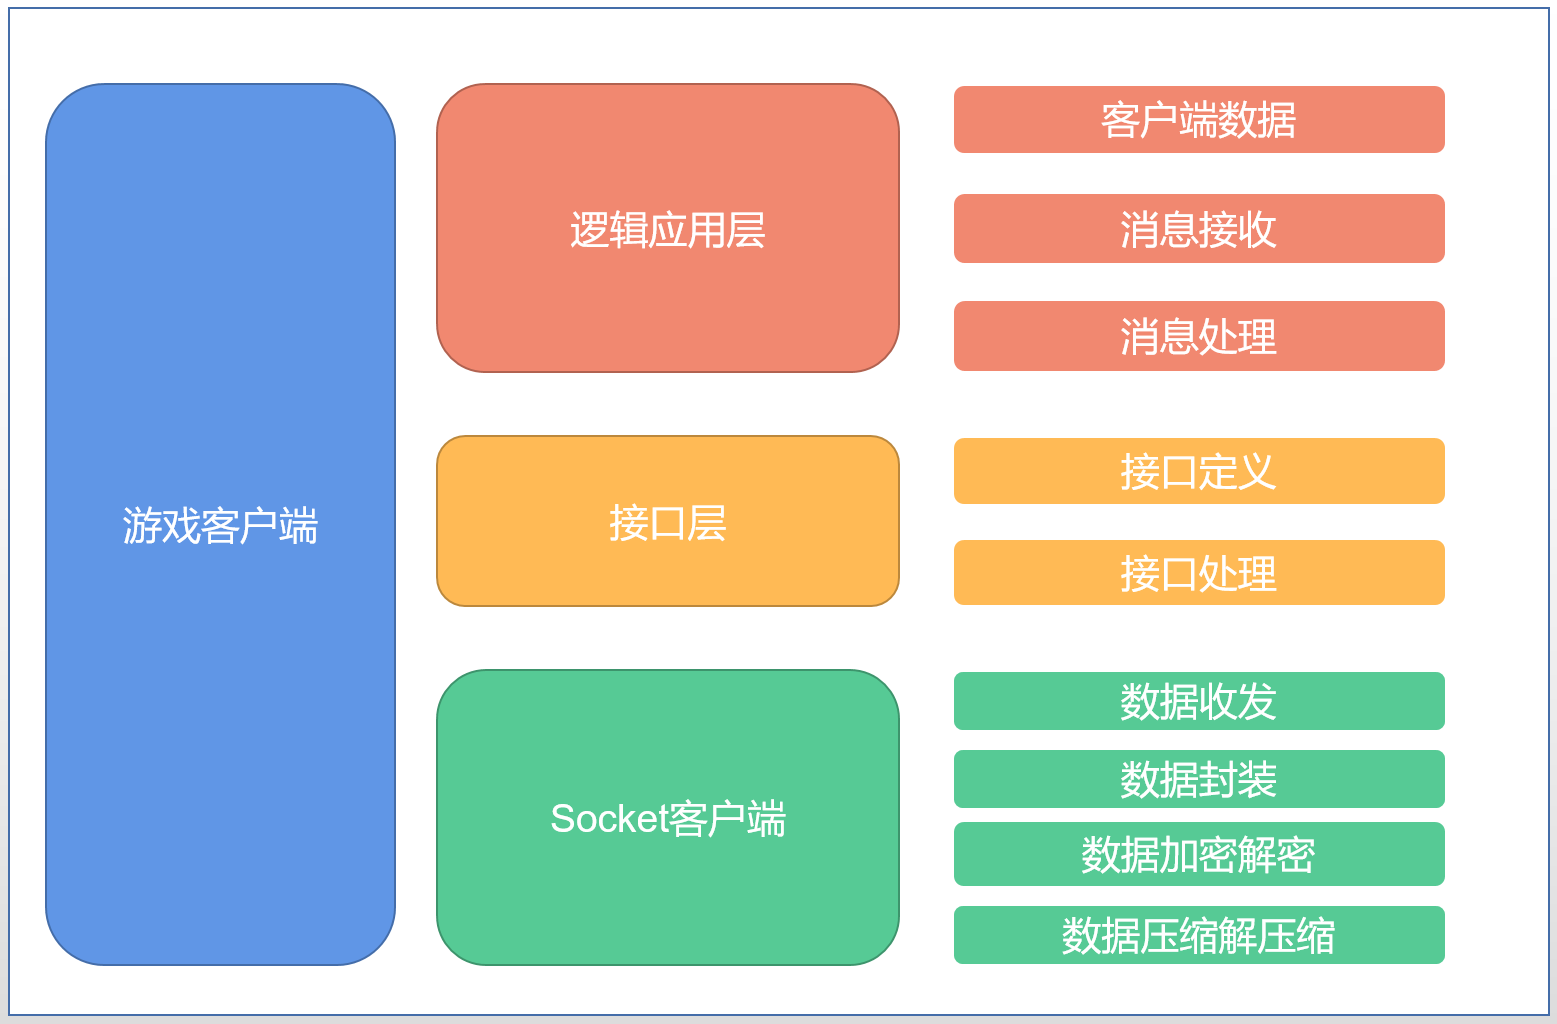 游戏客户端
逻辑应用层
客户端数据
消息接收
消息处理
接口层
接口定义
接口处理
Socket客户端
数据收发
数据封装
数据加密解密
数据压缩解压缩